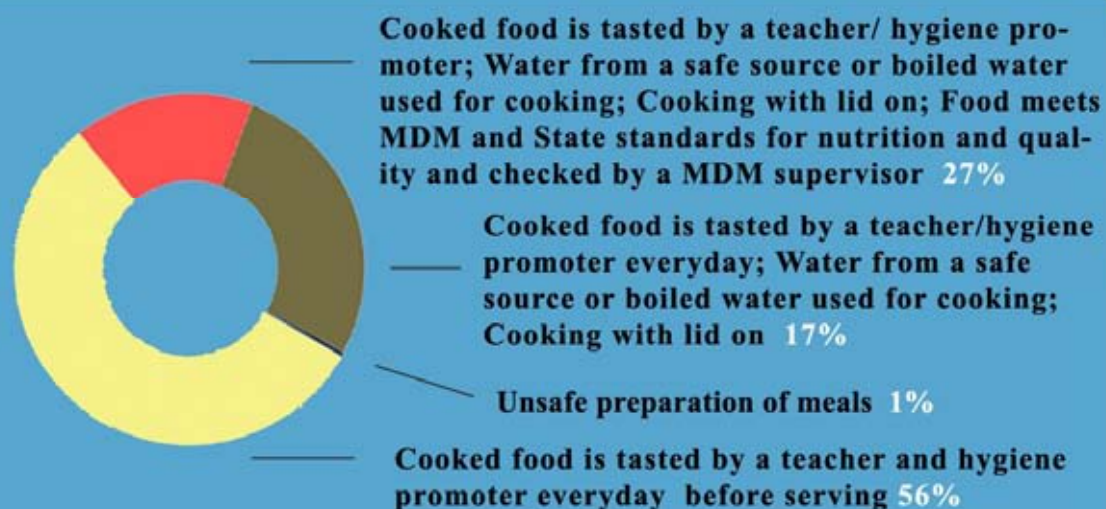 Cooked food is tasted by a teacher/ hygiene pro-
moter; Water from a safe source or boiled water
used for cooking; Cooking with lid on; Food meets
MDM and State standards for nutrition and qual-
ity and checked by a MDM supervisor 27%
Cooked food is tasted by a teacher/hygiene
promoter everyday; Water from a safe
source or boiled water used for cooking;
Cooking with lid on 17%
Unsafe preparation of meals 1%
Cooked food is tasted by a teacher and hygiene
promoter everyday before serving 56%